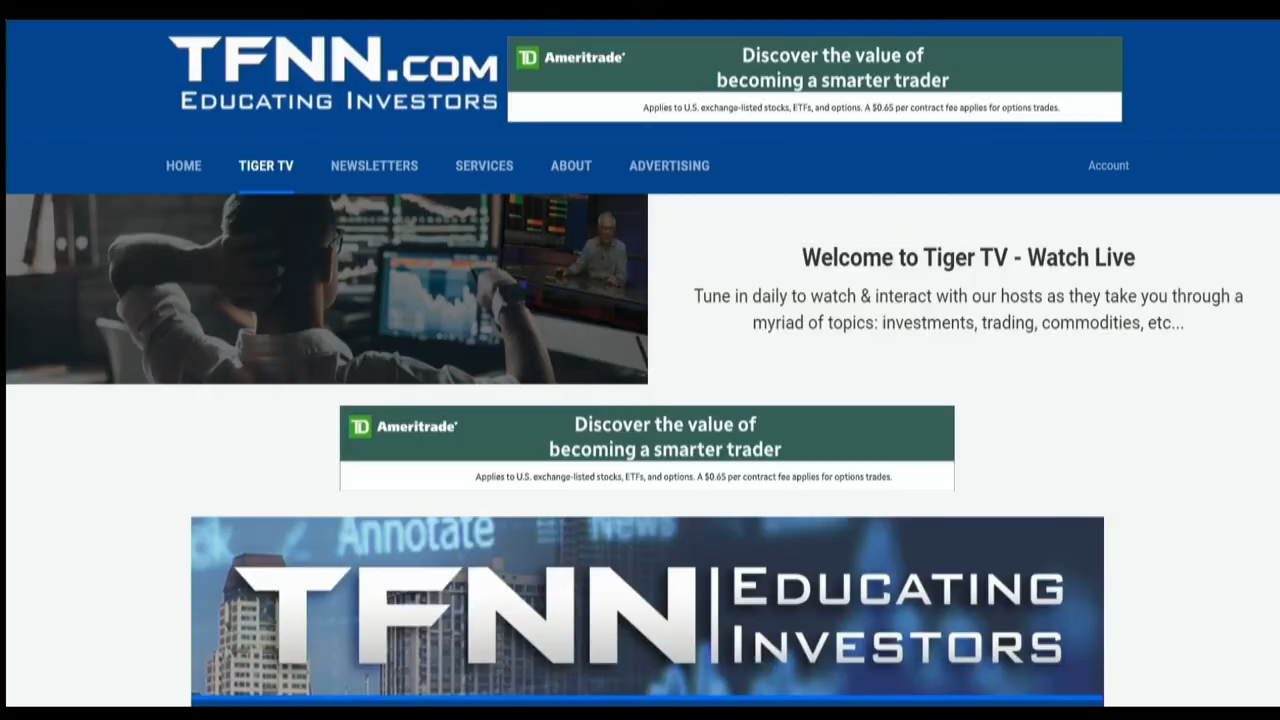 TFNN.COM
EDUCATING INVESTORS
TD Ameritrade®
Discover the value of
becoming a smarter trader
Applies to U.S. exchange-listed stocks, ETFs, and options. A $0.65 per contract fee applies for options trades.
HOME TIGER TV NEWSLETTERS SERVICES ABOUT ADVERTISING Account
Welcome to Tiger TV - Watch Live
Tune in daily to watch & interact with our hosts as they take you through a
myriad of topics: investments, trading, commodities, etc...
TD Ameritrade®
Discover the value of
becoming a smarter trader
Applies to U.S. exchange-listed stocks, ETFs, and options. A $0.65 per contract fee applies for options trades.
Annotate News
TFNN EDUCATING
INVESTORS